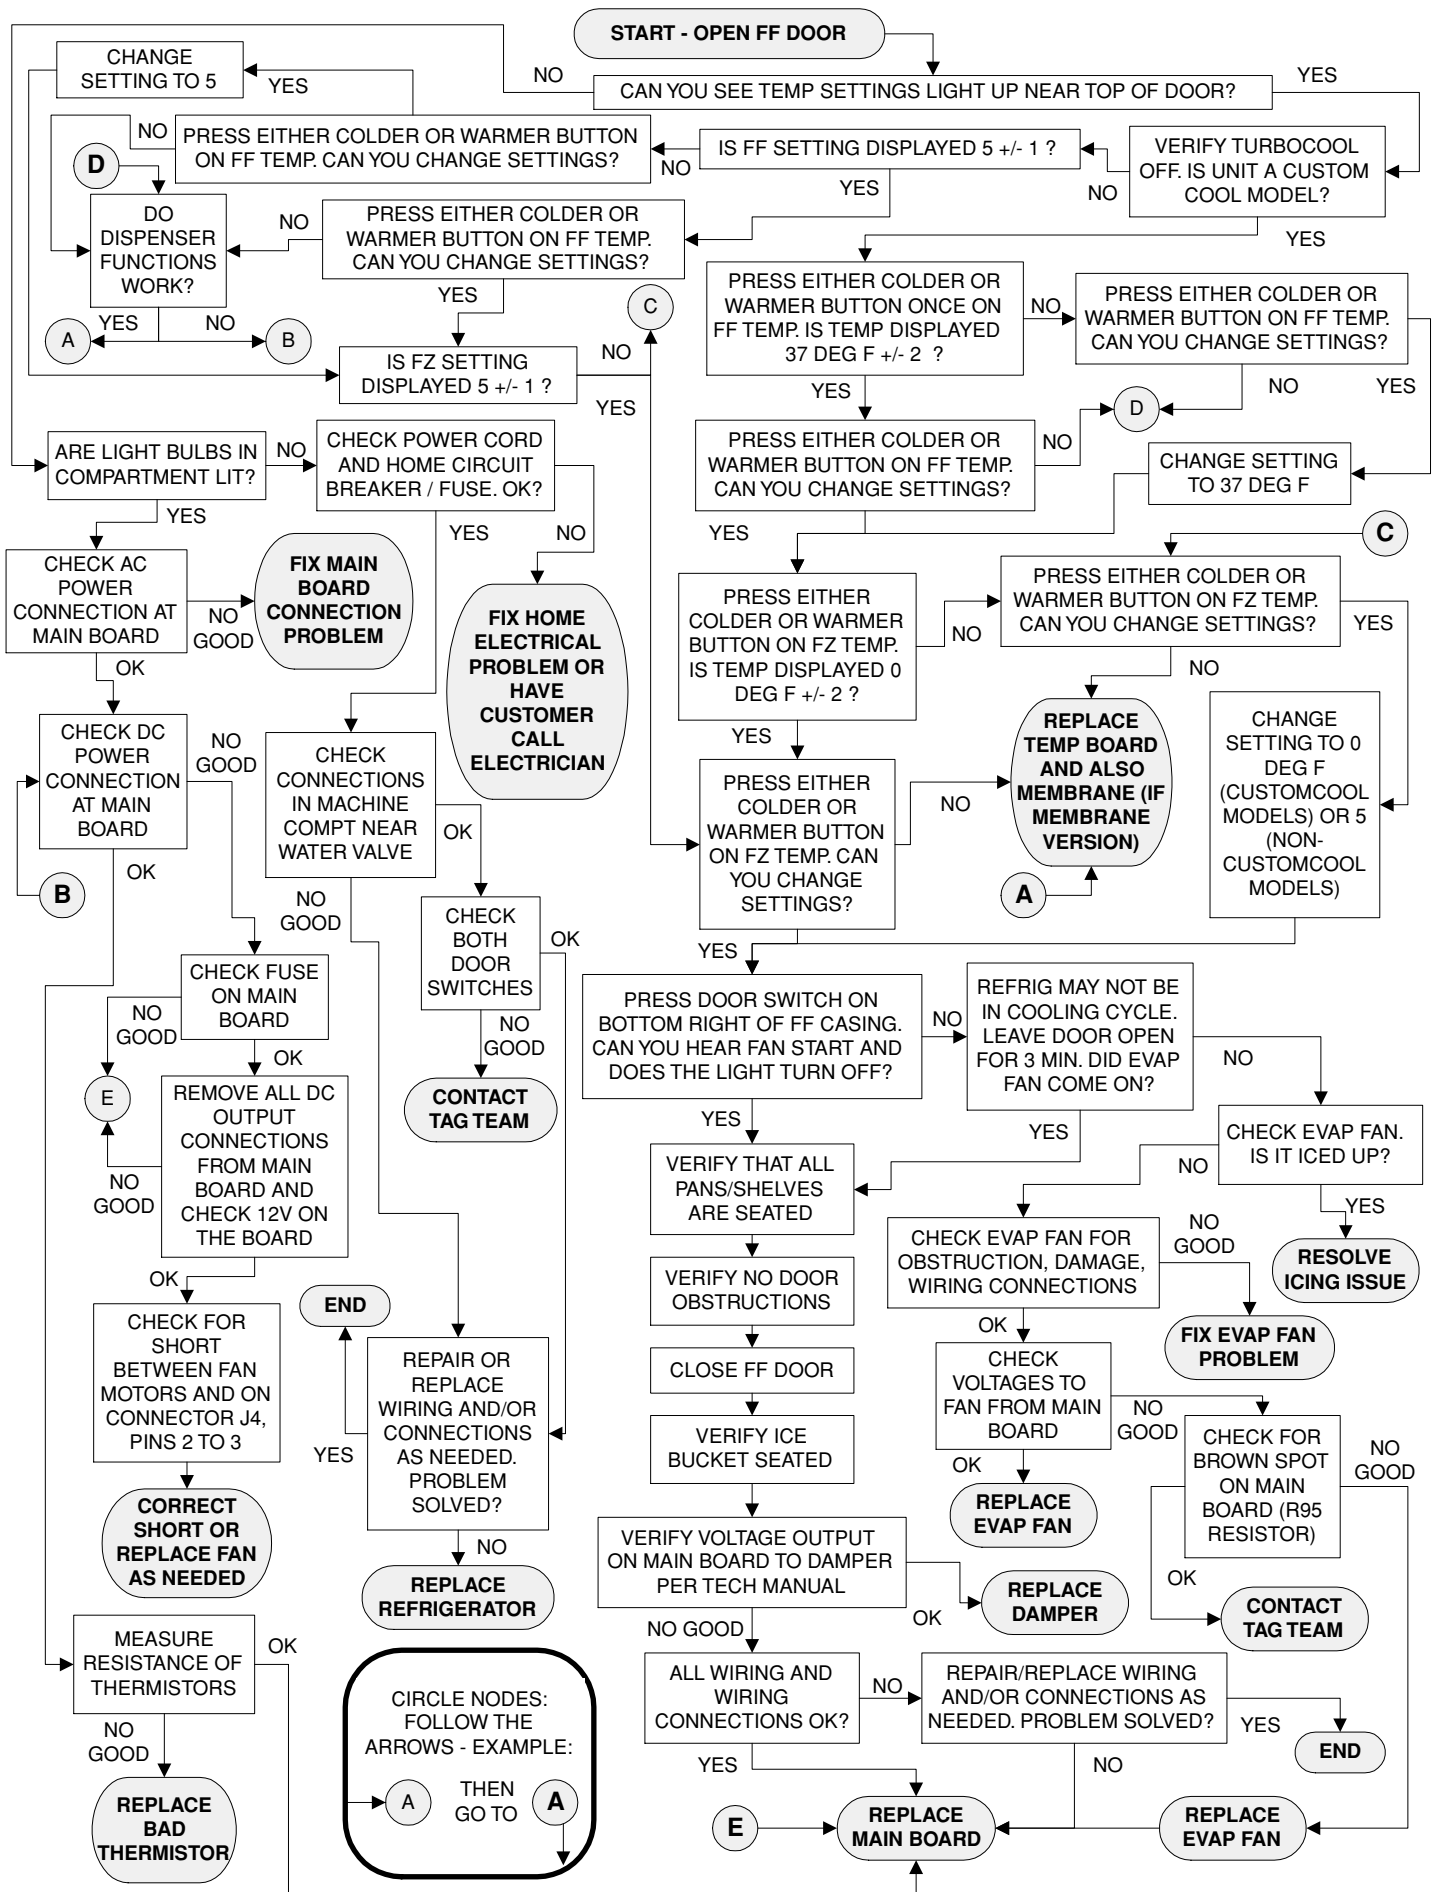 START - OPEN FF DOOR
CAN YOU SEE TEMP SETTINGS LIGHT UP NEAR TOP OF DOOR?
NO
YES
CHANGE
SETTING TO 5
YES
NO
PRESS EITHER COLDER OR WARMER BUTTON
ON FF TEMP. CAN YOU CHANGE SETTINGS?
NO
IS FF SETTING DISPLAYED 5 +/- 1 ?
YES
NO
VERIFY TURBOCOOL
OFF. IS UNIT A CUSTOM
COOL MODEL?
YES
D
DO
DISPENSER
FUNCTIONS
WORK?
YES
NO
A
B
NO
PRESS EITHER COLDER OR
WARMER BUTTON ON FF TEMP.
CAN YOU CHANGE SETTINGS?
YES
C
IS FZ SETTING
DISPLAYED 5 +/- 1 ?
NO
YES
PRESS EITHER COLDER OR
WARMER BUTTON ONCE ON
FF TEMP. IS TEMP DISPLAYED
37 DEG F +/- 2 ?
NO
YES
PRESS EITHER COLDER OR
WARMER BUTTON ON FF TEMP.
CAN YOU CHANGE SETTINGS?
NO
YES
D
PRESS EITHER COLDER OR
WARMER BUTTON ON FF TEMP.
CAN YOU CHANGE SETTINGS?
NO
YES
CHANGE SETTING
TO 37 DEG F
ARE LIGHT BULBS IN
COMPARTMENT LIT?
NO
YES
CHECK POWER CORD
AND HOME CIRCUIT
BREAKER / FUSE. OK?
YES
NO
CHECK AC
POWER
CONNECTION AT
MAIN BOARD
NO
GOOD
OK
FIX MAIN
BOARD
CONNECTION
PROBLEM
FIX HOME
ELECTRICAL
PROBLEM OR
HAVE
CUSTOMER
CALL
ELECTRICIAN
PRESS EITHER
COLDER OR WARMER
BUTTON ON FZ TEMP.
IS TEMP DISPLAYED 0
DEG F +/- 2 ?
NO
YES
C
PRESS EITHER COLDER OR
WARMER BUTTON ON FZ TEMP.
CAN YOU CHANGE SETTINGS?
YES
NO
REPLACE
TEMP BOARD
AND ALSO
MEMBRANE (IF
MEMBRANE
VERSION)
A
CHANGE
SETTING TO 0
DEG F
(CUSTOMCOOL
MODELS) OR 5
(NON-
CUSTOMCOOL
MODELS)
CHECK DC
POWER
CONNECTION
AT MAIN
BOARD
NO
GOOD
OK
B
CHECK
CONNECTIONS
IN MACHINE
COMPT NEAR
WATER VALVE
OK
NO
GOOD
PRESS EITHER
COLDER OR
WARMER BUTTON
ON FZ TEMP. CAN
YOU CHANGE
SETTINGS?
NO
YES
CHECK
BOTH
DOOR
SWITCHES
OK
NO
GOOD
CONTACT
TAG TEAM
CHECK FUSE
ON MAIN
BOARD
NO
GOOD
OK
E
REMOVE ALL DC
OUTPUT
CONNECTIONS
FROM MAIN
BOARD AND
CHECK 12V ON
THE BOARD
NO
GOOD
OK
PRESS DOOR SWITCH ON
BOTTOM RIGHT OF FF CASING.
CAN YOU HEAR FAN START AND
DOES THE LIGHT TURN OFF?
NO
YES
REFRIG MAY NOT BE
IN COOLING CYCLE.
LEAVE DOOR OPEN
FOR 3 MIN. DID EVAP
FAN COME ON?
NO
YES
CHECK EVAP FAN.
IS IT ICED UP?
NO
YES
RESOLVE
ICING ISSUE
VERIFY THAT ALL
PANS/SHELVES
ARE SEATED
VERIFY NO DOOR
OBSTRUCTIONS
CLOSE FF DOOR
VERIFY ICE
BUCKET SEATED
CHECK EVAP FAN FOR
OBSTRUCTION, DAMAGE,
WIRING CONNECTIONS
NO
GOOD
OK
FIX EVAP FAN
PROBLEM
CHECK
VOLTAGES TO
FAN FROM MAIN
BOARD
NO
GOOD
OK
REPLACE
EVAP FAN
CHECK FOR
BROWN SPOT
ON MAIN
BOARD (R95
RESISTOR)
NO
GOOD
OK
CONTACT
TAG TEAM
CHECK FOR
SHORT
BETWEEN FAN
MOTORS AND ON
CONNECTOR J4,
PINS 2 TO 3
CORRECT
SHORT OR
REPLACE FAN
AS NEEDED
END
YES
REPAIR OR
REPLACE
WIRING AND/OR
CONNECTIONS
AS NEEDED.
PROBLEM
SOLVED?
NO
REPLACE
REFRIGERATOR
VERIFY VOLTAGE OUTPUT
ON MAIN BOARD TO DAMPER
PER TECH MANUAL
NO GOOD
OK
REPLACE
DAMPER
MEASURE
RESISTANCE OF
THERMISTORS
OK
NO
GOOD
REPLACE
BAD
THERMISTOR
CIRCLE NODES:
FOLLOW THE
ARROWS - EXAMPLE:
A
THEN
GO TO
A
ALL WIRING AND
WIRING
CONNECTIONS OK?
NO
YES
REPAIR/REPLACE WIRING
AND/OR CONNECTIONS AS
NEEDED. PROBLEM SOLVED?
YES
NO
END
E
REPLACE
MAIN BOARD
REPLACE
EVAP FAN